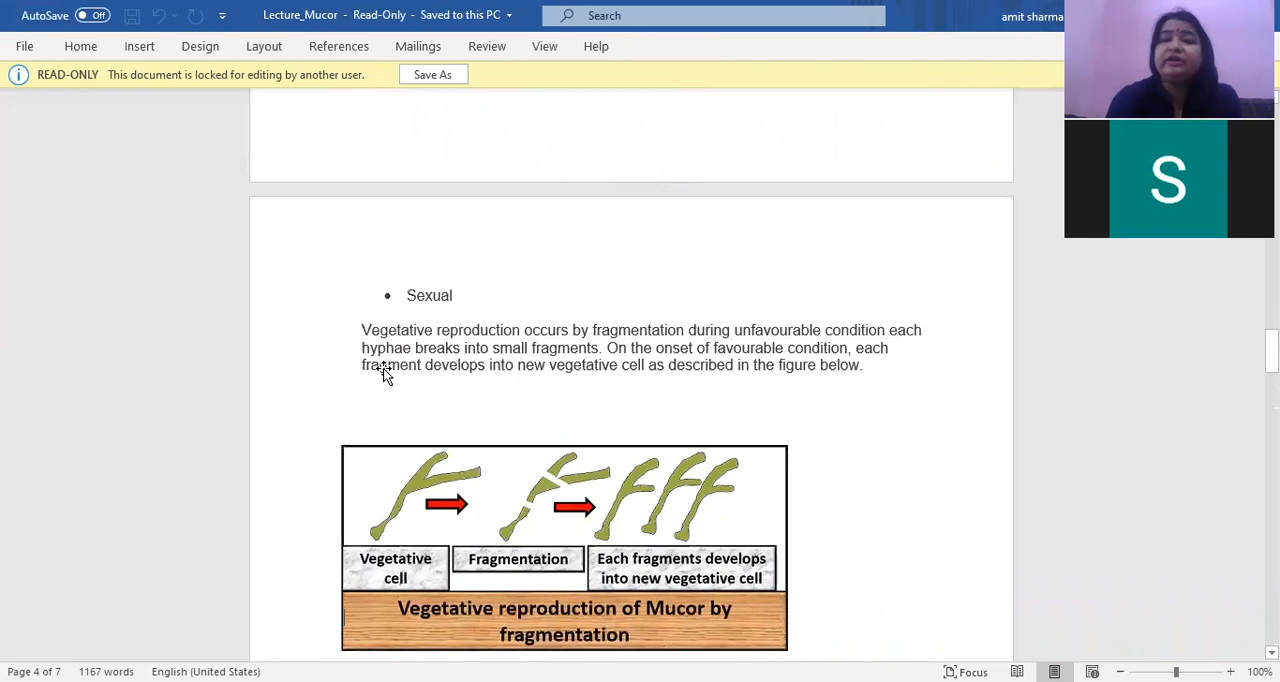 AutoSave Off Lecture_Mucor - Read-Only - Saved to this PC Search amit sharma
File Home Insert Design Layout References Mailings Review View Help
READ-ONLY This document is locked for editing by another user. Save As
• Sexual
Vegetative reproduction occurs by fragmentation during unfavourable condition each
hyphae breaks into small fragments. On the onset of favourable condition, each
fragment develops into new vegetative cell as described in the figure below.
Vegetative
cell
Fragmentation
Each fragments develops
into new vegetative cell
Vegetative reproduction of Mucor by
fragmentation
S
Page 4 of 7 1167 words English (United States) Focus 100%